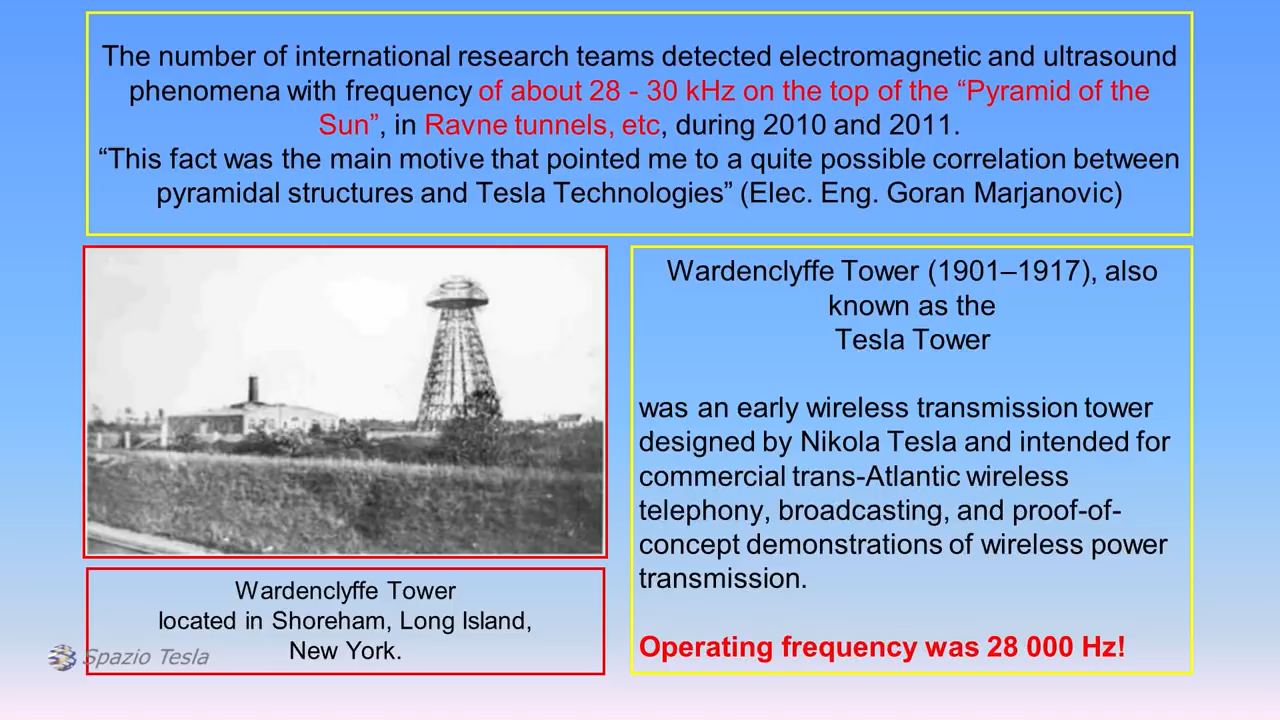 The number of international research teams detected electromagnetic and ultrasound
phenomena with frequency of about 28 - 30 kHz on the top of the “Pyramid of the
Sun”, in Ravne tunnels, etc, during 2010 and 2011.
“This fact was the main motive that pointed me to a quite possible correlation between
pyramidal structures and Tesla Technologies” (Elec. Eng. Goran Marjanovic)
Wardenclyffe Tower (1901–1917), also
known as the
Tesla Tower
was an early wireless transmission tower
designed by Nikola Tesla and intended for
commercial trans-Atlantic wireless
telephony, broadcasting, and proof-of-
concept demonstrations of wireless power
transmission.
Operating frequency was 28 000 Hz!
Wardenclyffe Tower
located in Shoreham, Long Island,
New York.
Spazio Tesla